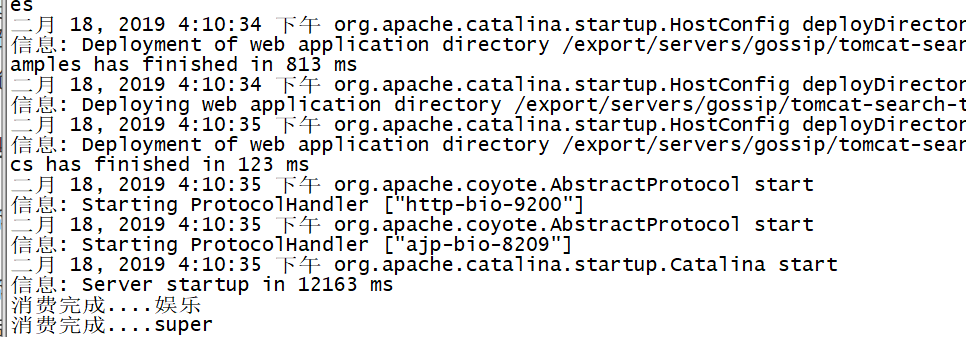 es
二月 18, 2019 4:10:34 下午 org.apache.catalina.startup.HostConfig deployDirector
信息: Deployment of web application directory /export/servers/gossip/tomcat-sear
amples has finished in 813 ms
二月 18, 2019 4:10:34 下午 org.apache.catalina.startup.HostConfig deployDirector
信息: Deploying web application directory /export/servers/gossip/tomcat-search-t
二月 18, 2019 4:10:35 下午 org.apache.catalina.startup.HostConfig deployDirector
信息: Deployment of web application directory /export/servers/gossip/tomcat-sear
cs has finished in 123 ms
二月 18, 2019 4:10:35 下午 org.apache.coyote.AbstractProtocol start
信息: Starting ProtocolHandler ["http-bio-9200"]
二月 18, 2019 4:10:35 下午 org.apache.coyote.AbstractProtocol start
信息: Starting ProtocolHandler ["ajp-bio-8209"]
二月 18, 2019 4:10:35 下午 org.apache.catalina.startup.Catalina start
信息: Server startup in 12163 ms
消费完成....娱乐
消费完成....super